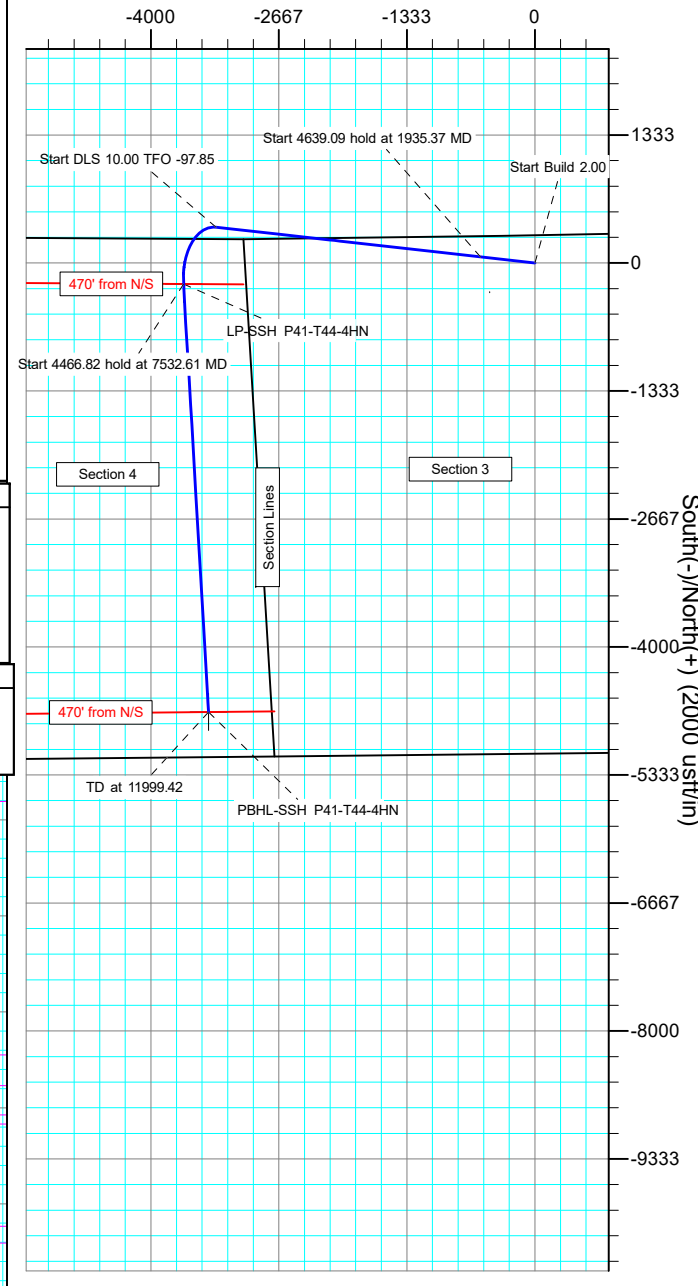 -4000 -2667 -1333 0
Start 4639.09 hold at 1935.37 MD
1333
Start DLS 10.00 TFO -97.85
Start Build 2.00
0
470' from N/S
LP-SSH P41-T44-4HN
Start 4466.82 hold at 7532.61 MD
-1333
Section 4
Section 3
Section Lines
-2667
South(-)/North(+) (2000 usft/in)
-4000
470' from N/S
-5333
TD at 11999.42
PBHL-SSH P41-T44-4HN
-6667
-8000
-9333